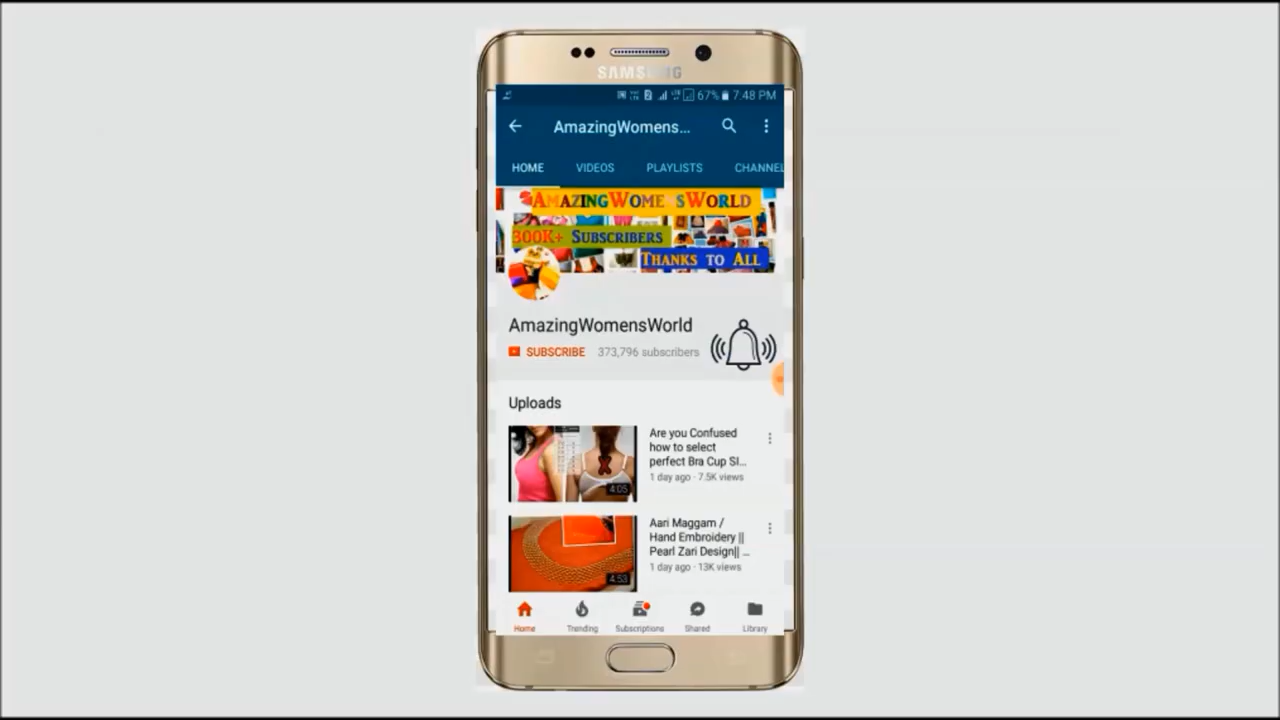 SAMSUNG
67% 7.48 PM
AmazingWomens...
HOME VIDEOS PLAYLISTS CHANNEL
AMAZINGWOMENSWORLD
300K+ SUBSCRIBERS
THANKS TO ALL
AmazingWomensWorld
SUBSCRIBE 373,796 subscribers
Uploads
Are you Confused
how to select
perfect Bra Cup SI...
1 day ago · 7.5K views
4:05
Aari Maggam /
Hand Embroidery ||
Pearl Zari Design|| ...
1 day ago · 13K views
4:53
Home Trending Subscriptions Shared Library